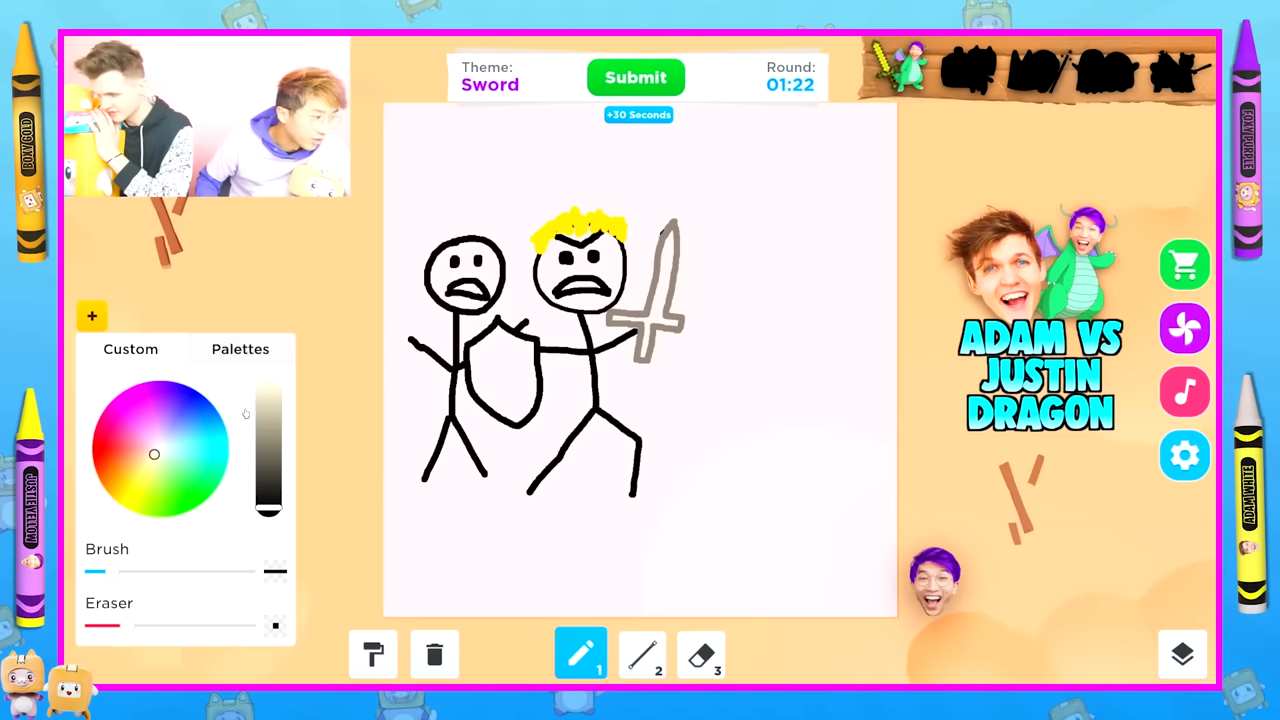 Theme:
Sword
Submit
Round:
01:22
+30 Seconds
BOXY GOLD
FOXY PURPLE
+
Custom
Palettes
ADAM VS
JUSTIN
DRAGON
Brush
Eraser
JUSTIE YELLOW
ADAM WHITE
1
2
3